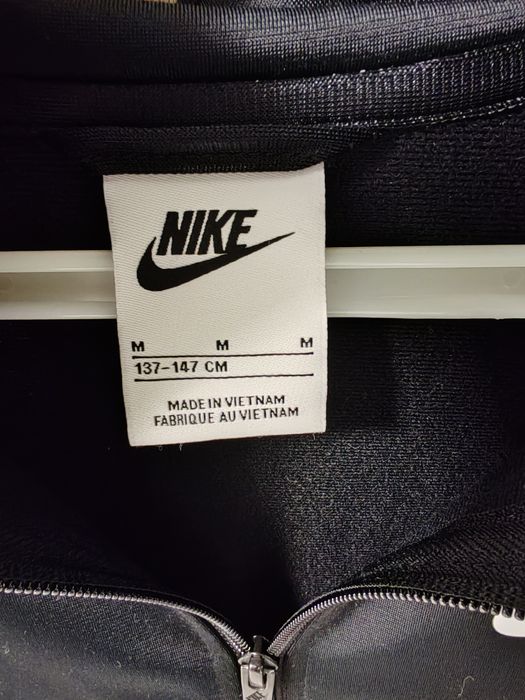 NIKE
M M M
137-147 CM
MADE IN VIETNAM
FABRIQUE AU VIETNAM